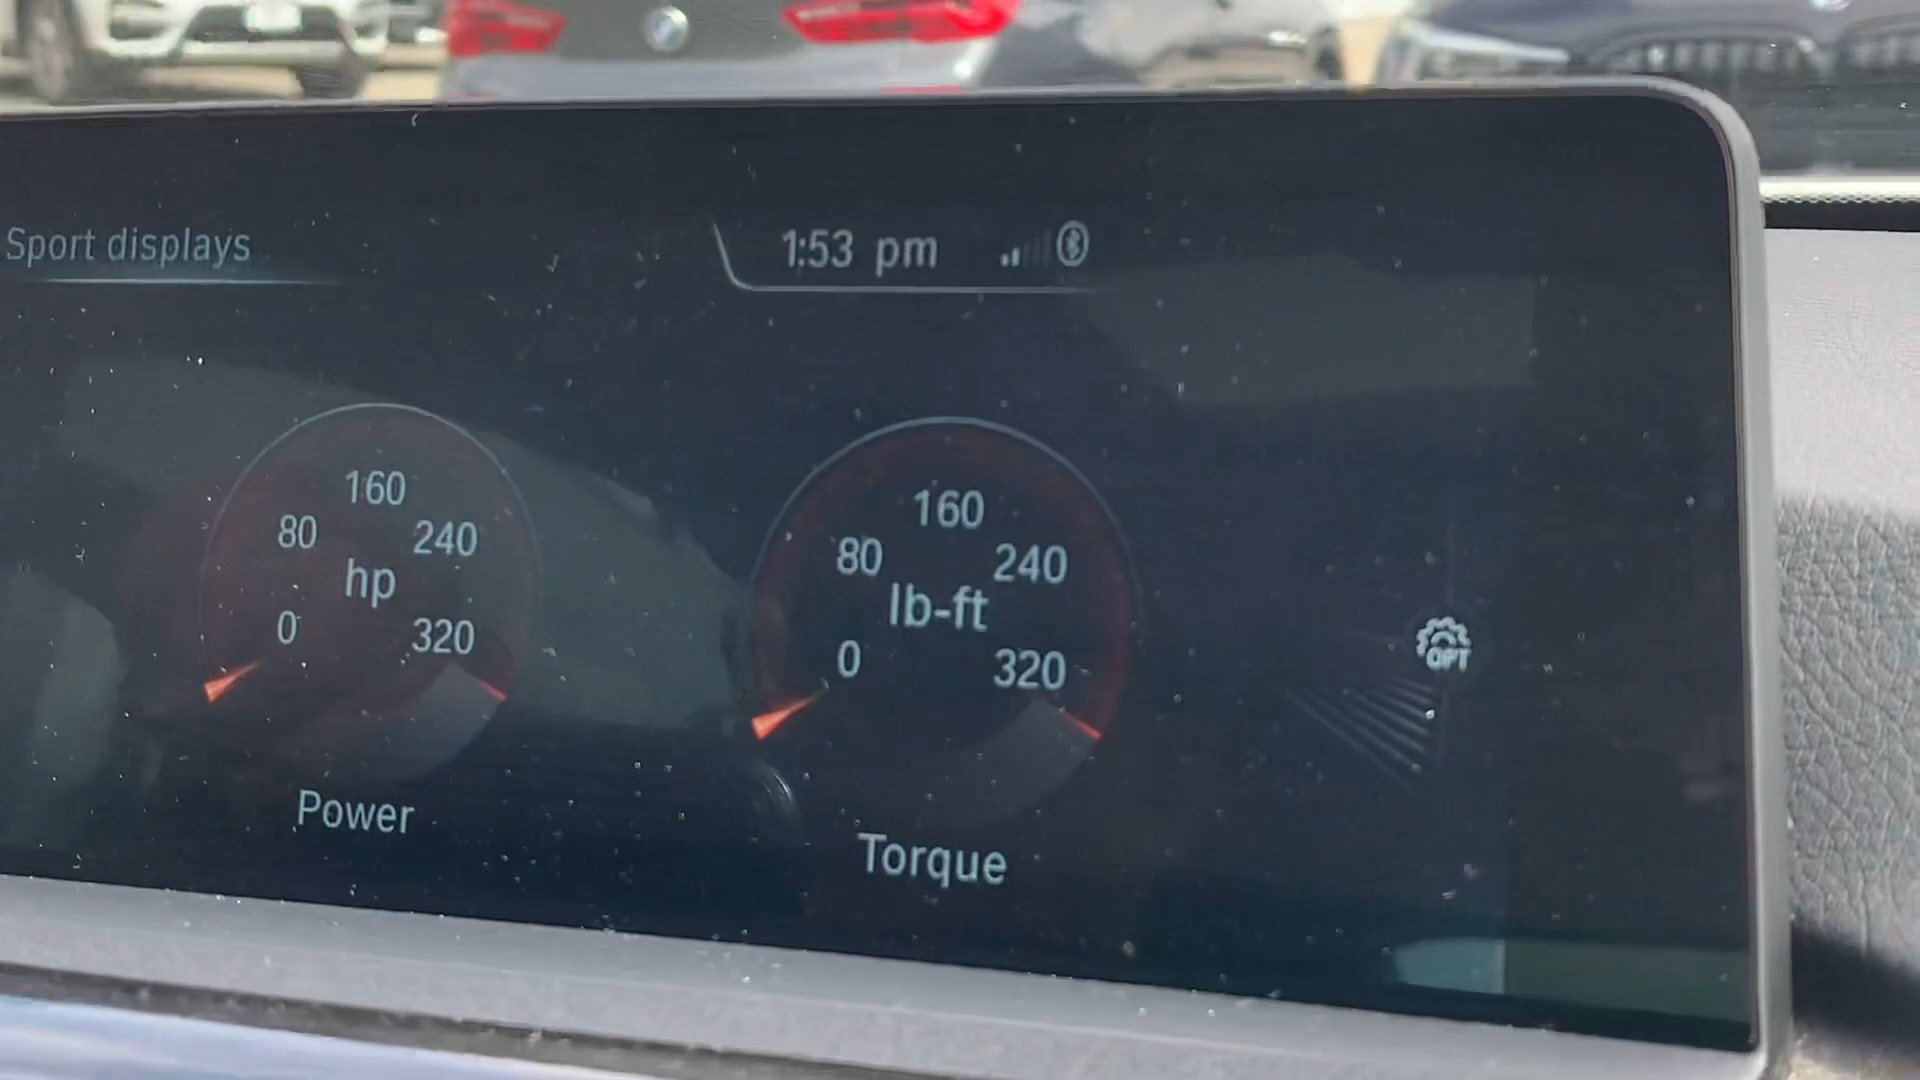 Sport displays
1:53 pm
160
80
240
hp
0
320
Power
160
80
240
lb-ft
0
320
Torque
OPT